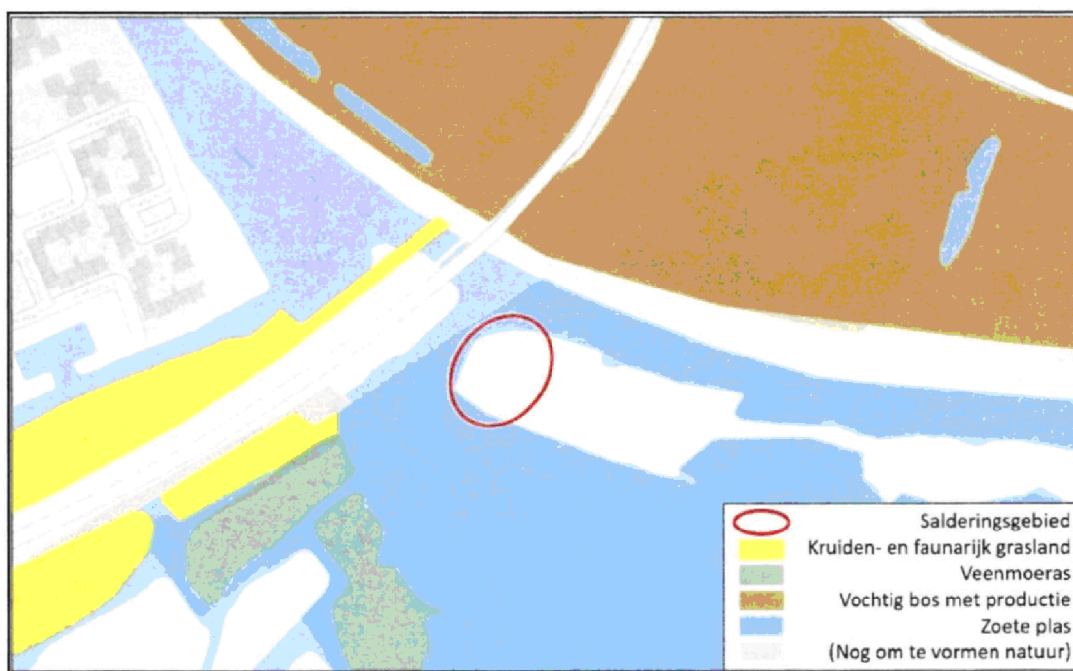 Salderingsgebied
Kruiden- en faunarijk grasland
Veenmoeras
Vochtig bos met productie
Zoete plas
(Nog om te vormen natuur)